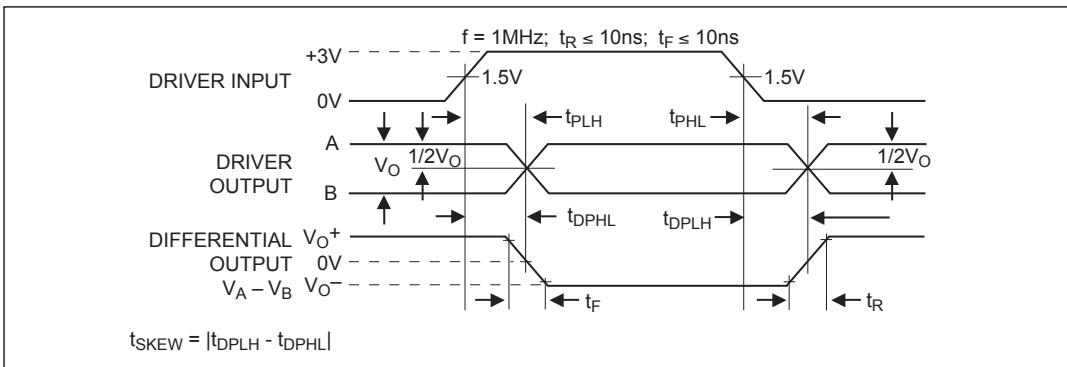 f = 1MHz; tR ≤ 10ns; tF ≤ 10ns
+3V
DRIVER INPUT
1.5V
1.5V
0V
tPLH
tPHL
A
DRIVER
OUTPUT
VO
1/2VO
1/2VO
B
tDPHL
tDPLH
DIFFERENTIAL
OUTPUT
VA – VB
VO+
0V
VO–
tF
tR
tSKEW = |tDPLH - tDPHL|